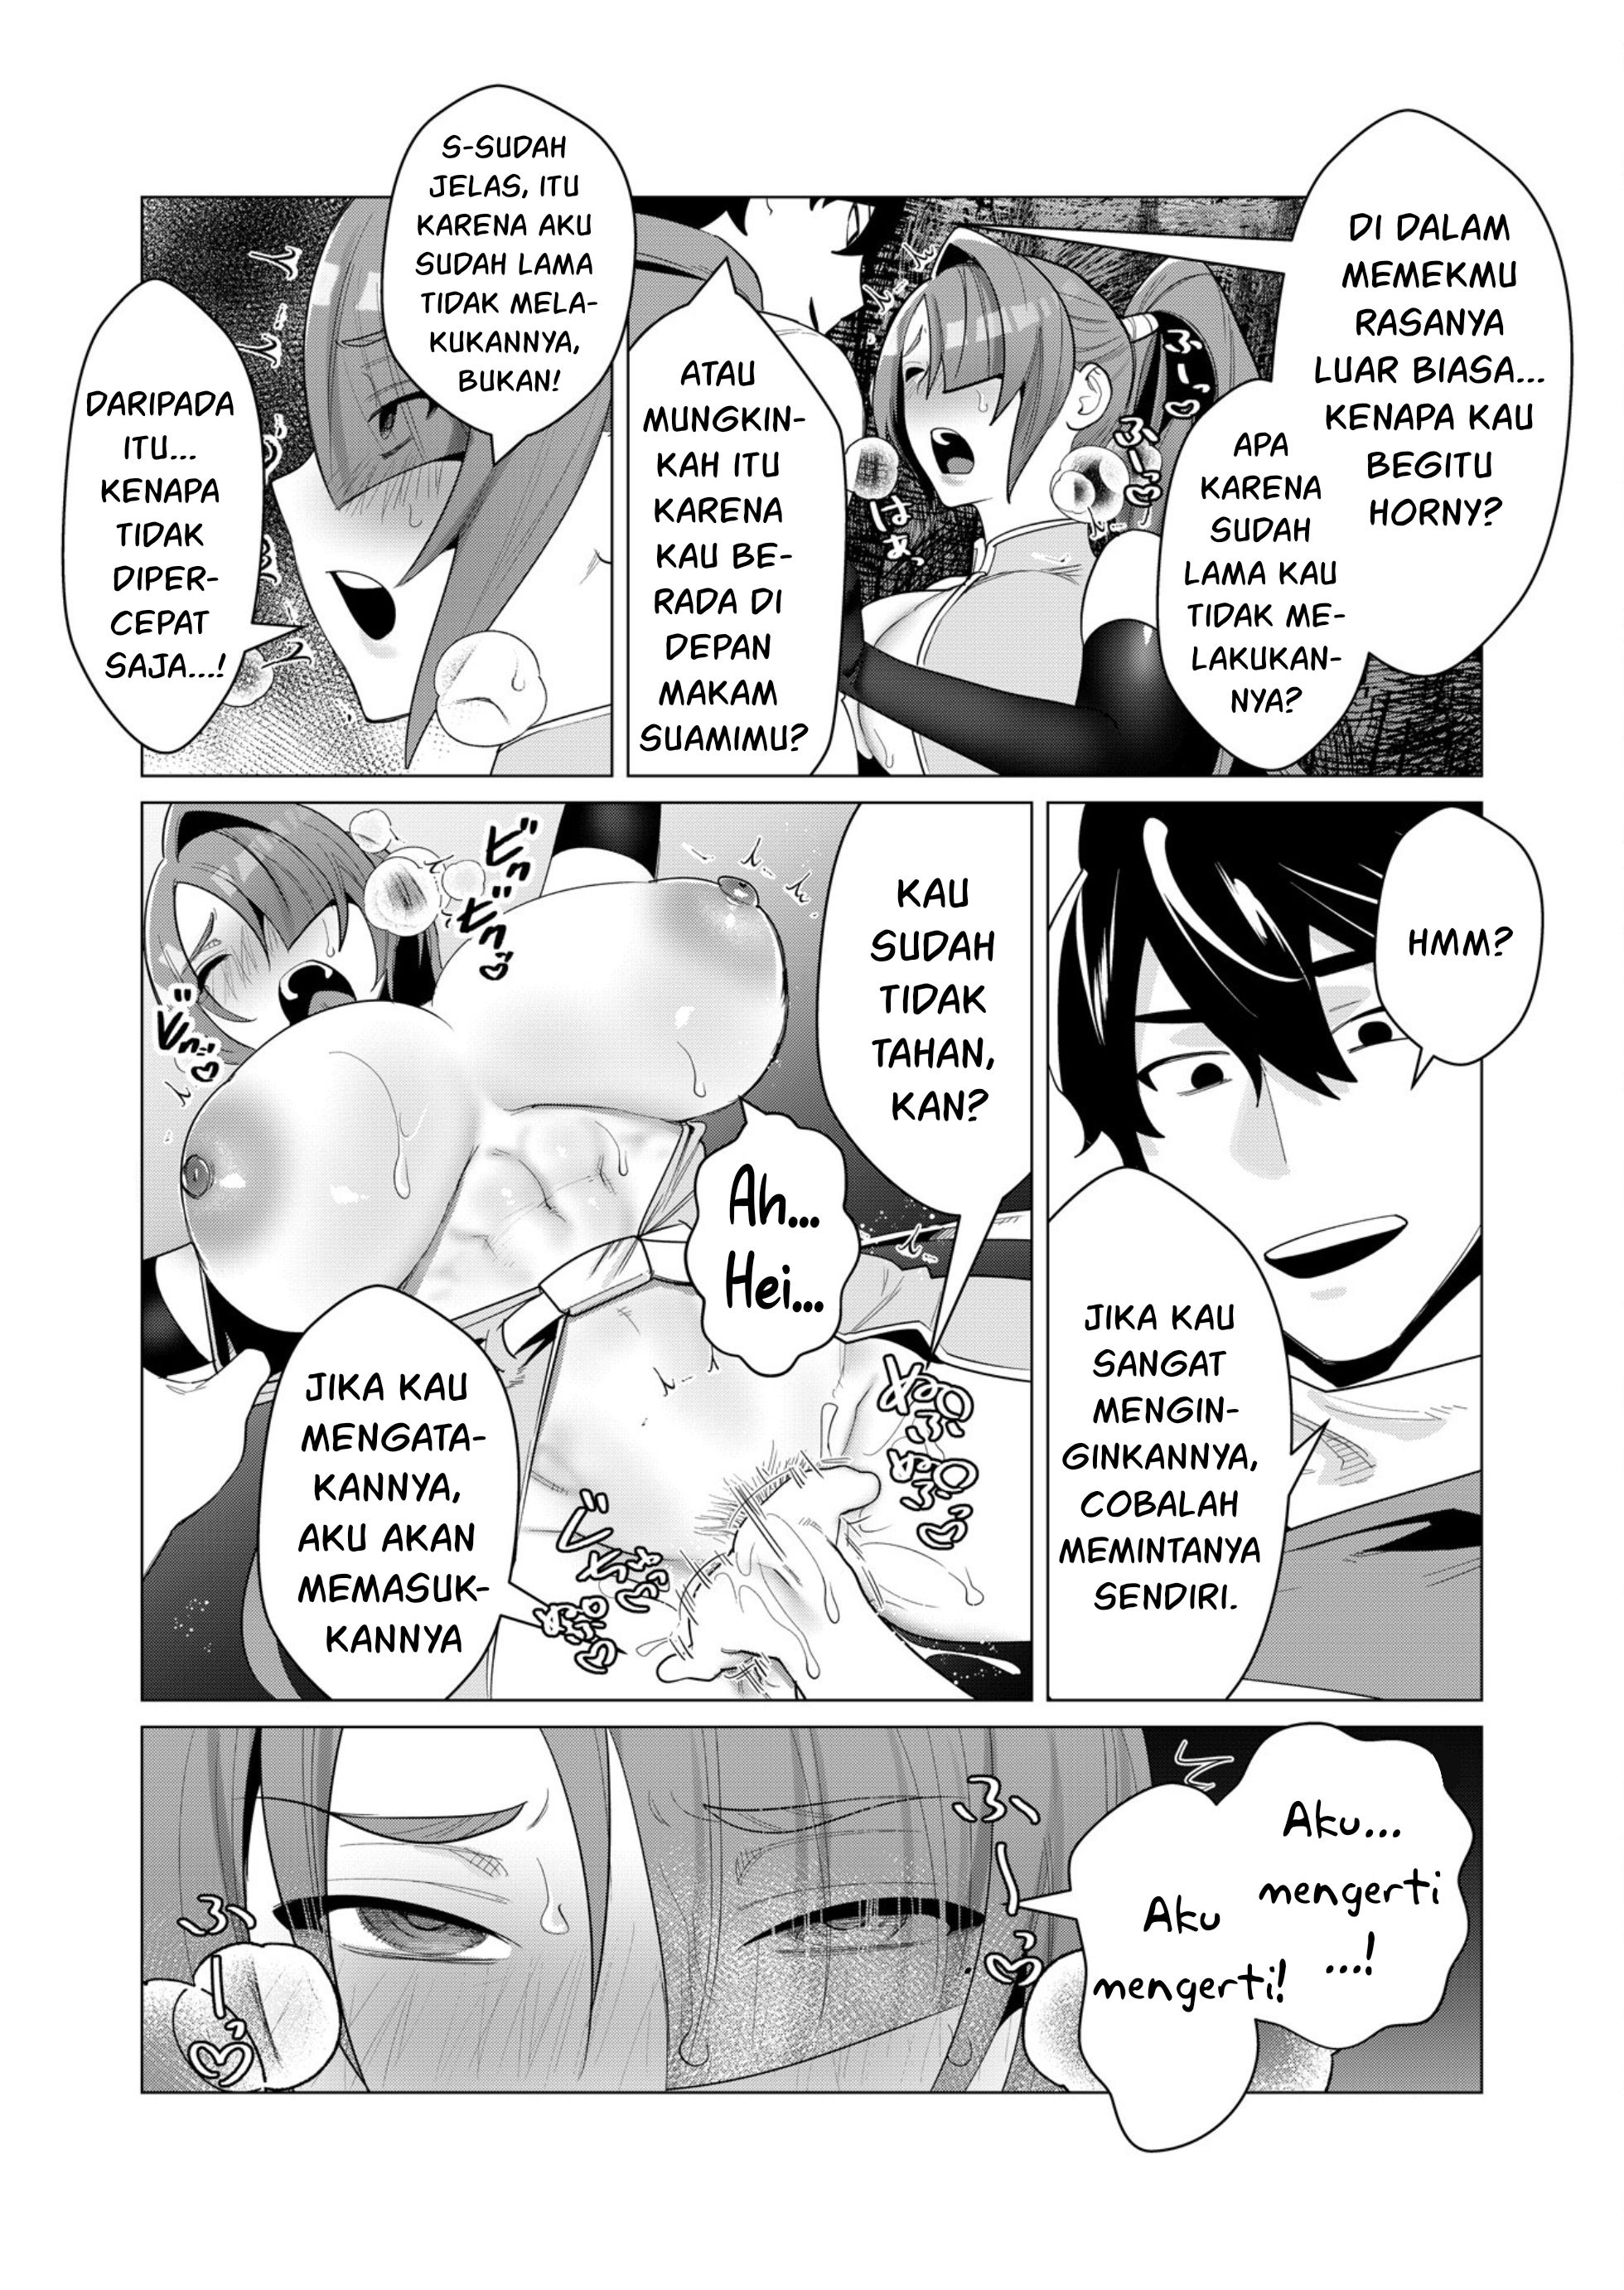 DI DALAM
MEMEKMU
RASANYA
LUAR BIASA...
KENAPA KAU
BEGITU
HORNY?
APA
KARENA
SUDAH
LAMA KAU
TIDAK ME-
LAKUKAN-
NYA?
ATAU
MUNGKIN-
KAH ITU
KARENA
KAU BE-
RADA DI
DEPAN
MAKAM
SUAMIMU?
S-SUDAH
JELAS, ITU
KARENA AKU
SUDAH LAMA
TIDAK MELA-
KUKANNYA,
BUKAN!
DARIPADA
ITU...
KENAPA
TIDAK
DIPER-
CEPAT
SAJA...!
HMM?
JIKA KAU
SANGAT
MENGIN-
GINKANNYA,
COBALAH
MEMINTANYA
SENDIRI.
KAU
SUDAH
TIDAK
TAHAN,
KAN?
Ah...
Hei...
JIKA KAU
MENGATA-
KANNYA,
AKU AKAN
MEMASUK-
KANNYA
Aku...
mengerti
...!
Aku
mengerti!